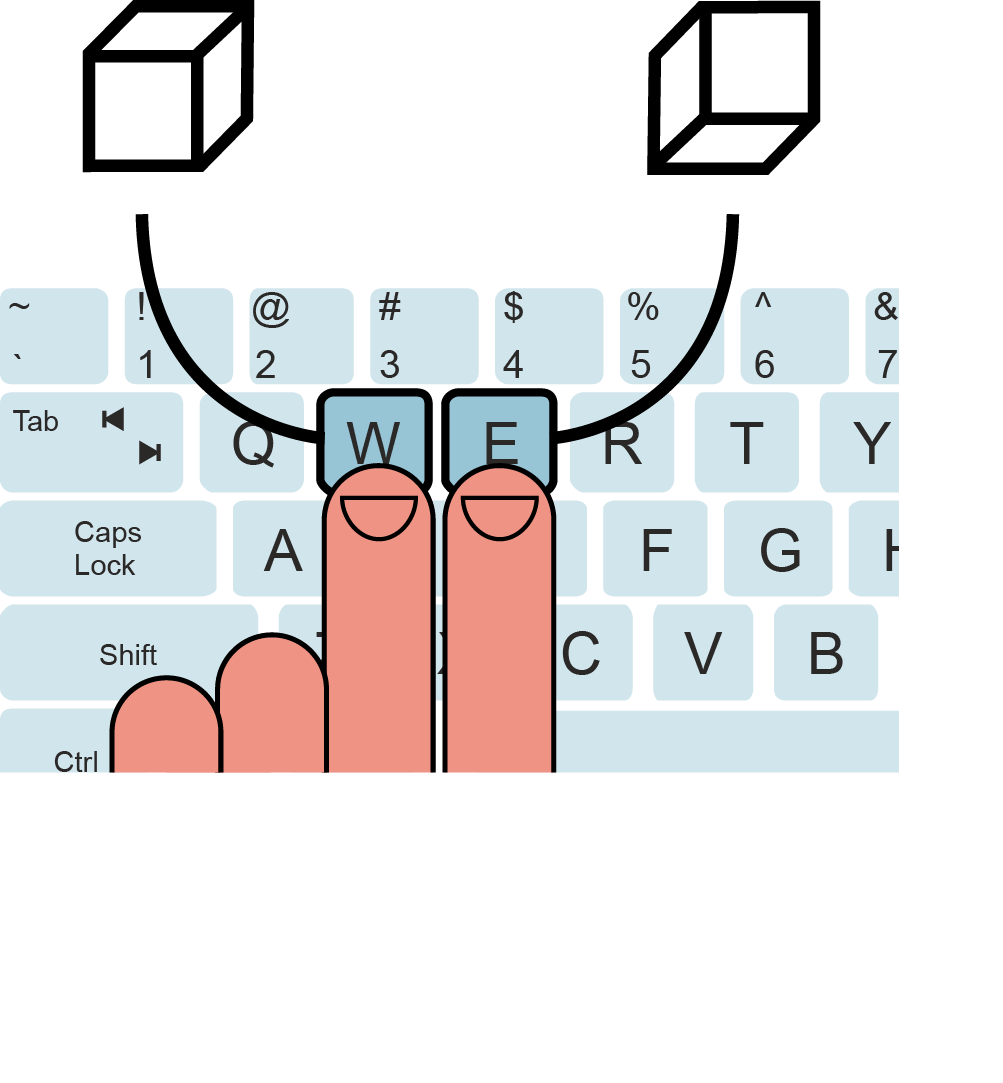 ~ ! @ # $ % ^ &
` 1 2 3 4 5 6 7
Tab Q W E R T Y
Caps
Lock
A F G H
Shift C V B
Ctrl